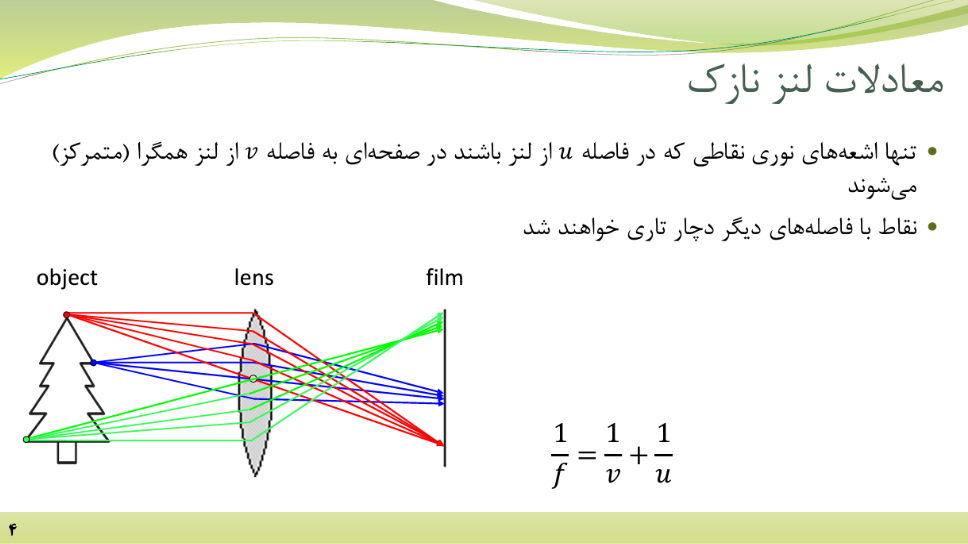 معادلات لنز نازک
• تنها اشعه‌های نوری نقاطی که در فاصله u از لنز باشند در صفحه‌ای به فاصله v از لنز همگرا (متمرکز)
می‌شوند
• نقاط با فاصله‌های دیگر دچار تاری خواهند شد
object lens film
1/f = 1/v + 1/u
۴